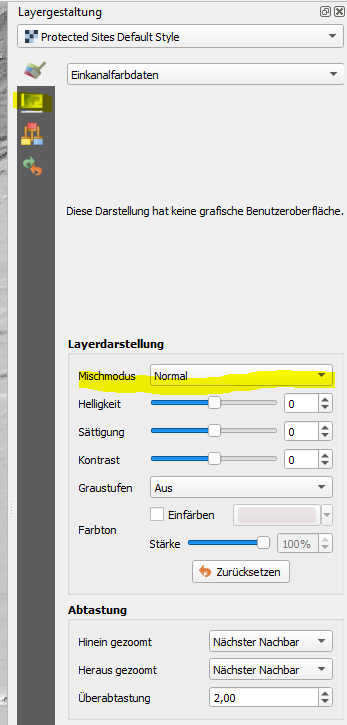 Layergestaltung
Protected Sites Default Style
Einkanalfarbdaten
Diese Darstellung hat keine grafische Benutzeroberfläche.
Layerdarstellung
Mischmodus Normal
Helligkeit 0
Sättigung 0
Kontrast 0
Graustufen Aus
Farbton Einfärben
Stärke 100%
Zurücksetzen
Abtastung
Hinein gezoomt Nächster Nachbar
Heraus gezoomt Nächster Nachbar
Überabtastung 2,00